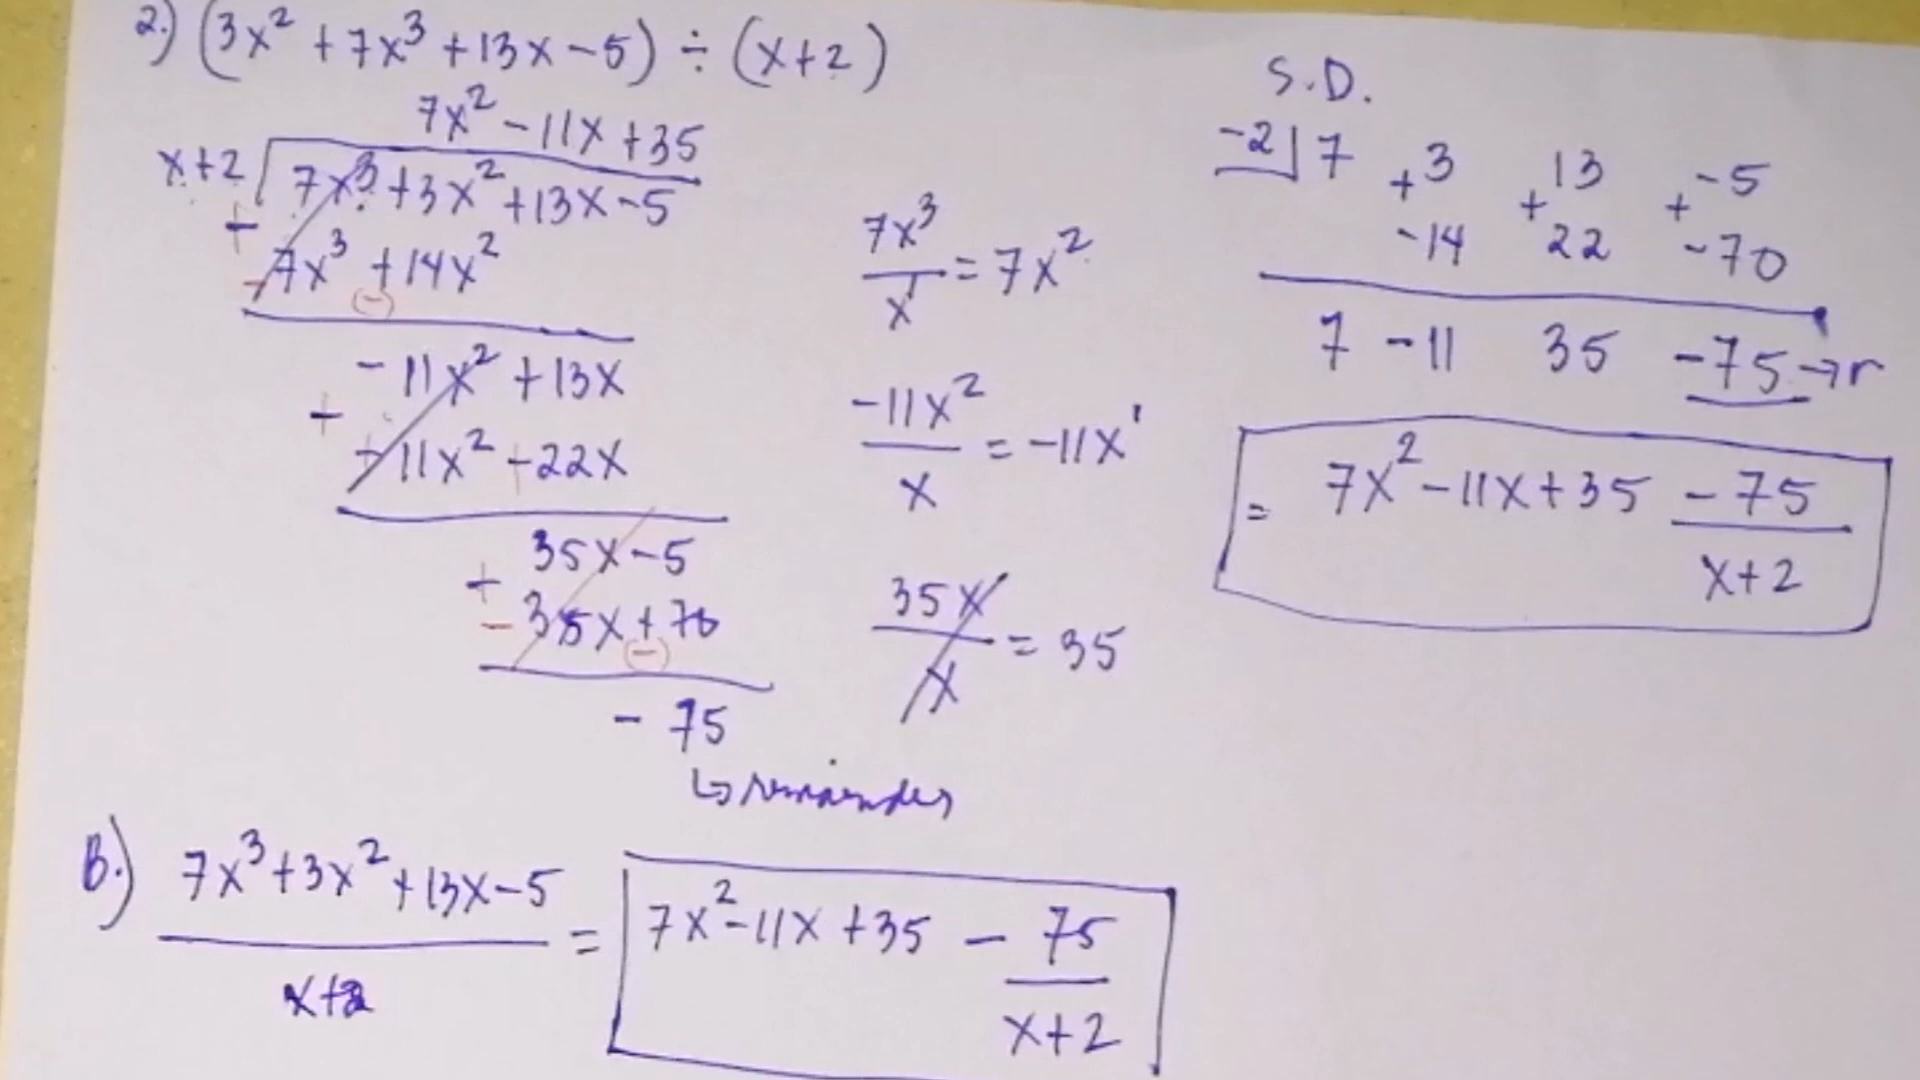 2.) (3x² + 7x³ + 13x - 5) ÷ (x+2)
7x² - 11x + 35
x+2 7x³ + 3x² + 13x - 5
+
- 7x³ + 14x²
(-)
- 11x² + 13x
+
+ 11x² + 22x
35x - 5
+
- 35x + 70
(-)
- 75
↳ remainder
7x³/x¹ = 7x²
-11x²/x = -11x¹
35x/x = 35
S.D.
-2| 7 + 3 + 13 + -5
-14 22 -70
7 -11 35 -75 → r
= 7x² - 11x + 35 - 75
x+2
B.) 7x³ + 3x² + 13x - 5
x+2
= 7x² - 11x + 35 - 75
x+2